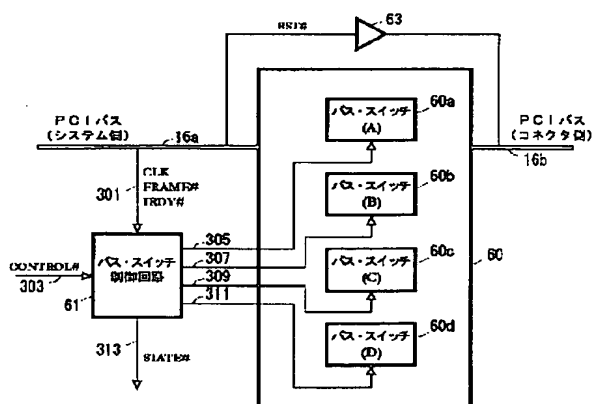 RST#
63
PCIバス
(システム側)
16a
バス・スイッチ
(A)
60a
PCIバス
(コネクタ側)
16b
CLK
FRAME#
IRDY#
301
バス・スイッチ
(B)
60b
305
307
309
311
CONTROL#
303
バス・スイッチ
制御回路
61
バス・スイッチ
(C)
60c
60
313
STATE#
バス・スイッチ
(D)
60d